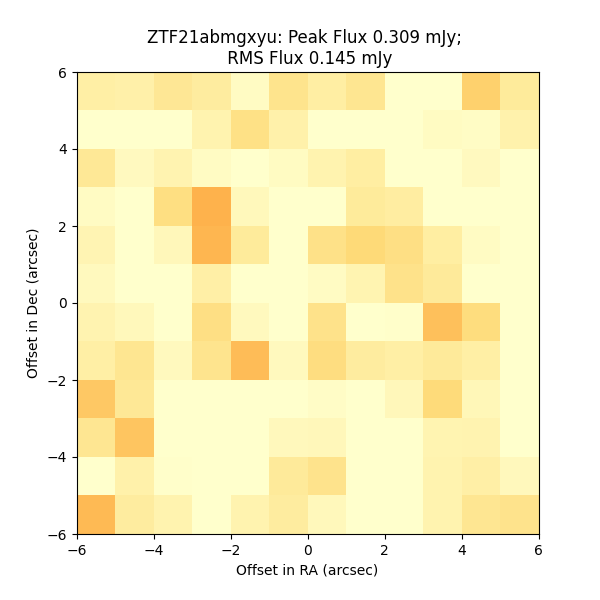 ZTF21abmgxyu: Peak Flux 0.309 mJy;
RMS Flux 0.145 mJy
6
4
2
0
−2
−4
−6
Offset in Dec (arcsec)
−6 −4 −2 0 2 4 6
Offset in RA (arcsec)